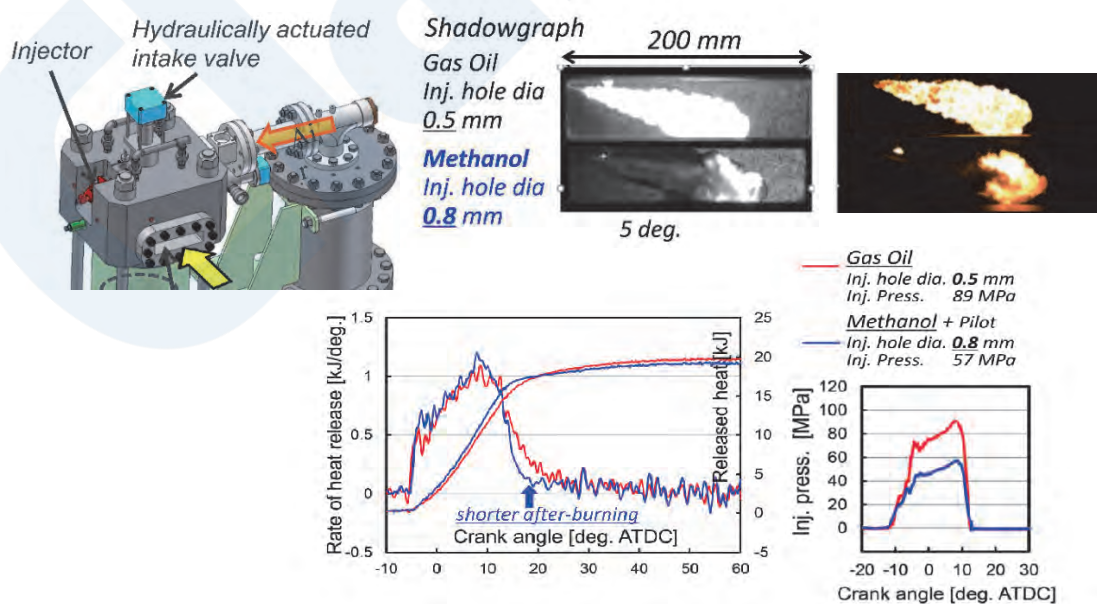 Injector
Hydraulically actuated
intake valve
Shadowgraph
Gas Oil
Inj. hole dia
0.5 mm
Methanol
Inj. hole dia
0.8 mm
200 mm
5 deg.
Gas Oil
Inj. hole dia. 0.5 mm
Inj. Press. 89 MPa
Methanol + Pilot
Inj. hole dia. 0.8 mm
Inj. Press. 57 MPa
Rate of heat release [kJ/deg.]
1.5
1
0.5
0
-0.5
25
20
15
10
5
0
-5
Released heat [kJ]
shorter after-burning
Crank angle [deg. ATDC]
-10 0 10 20 30 40 50 60
Inj. press. [MPa]
120
100
80
60
40
20
0
-20 -10 0 10 20 30
Crank angle [deg. ATDC]